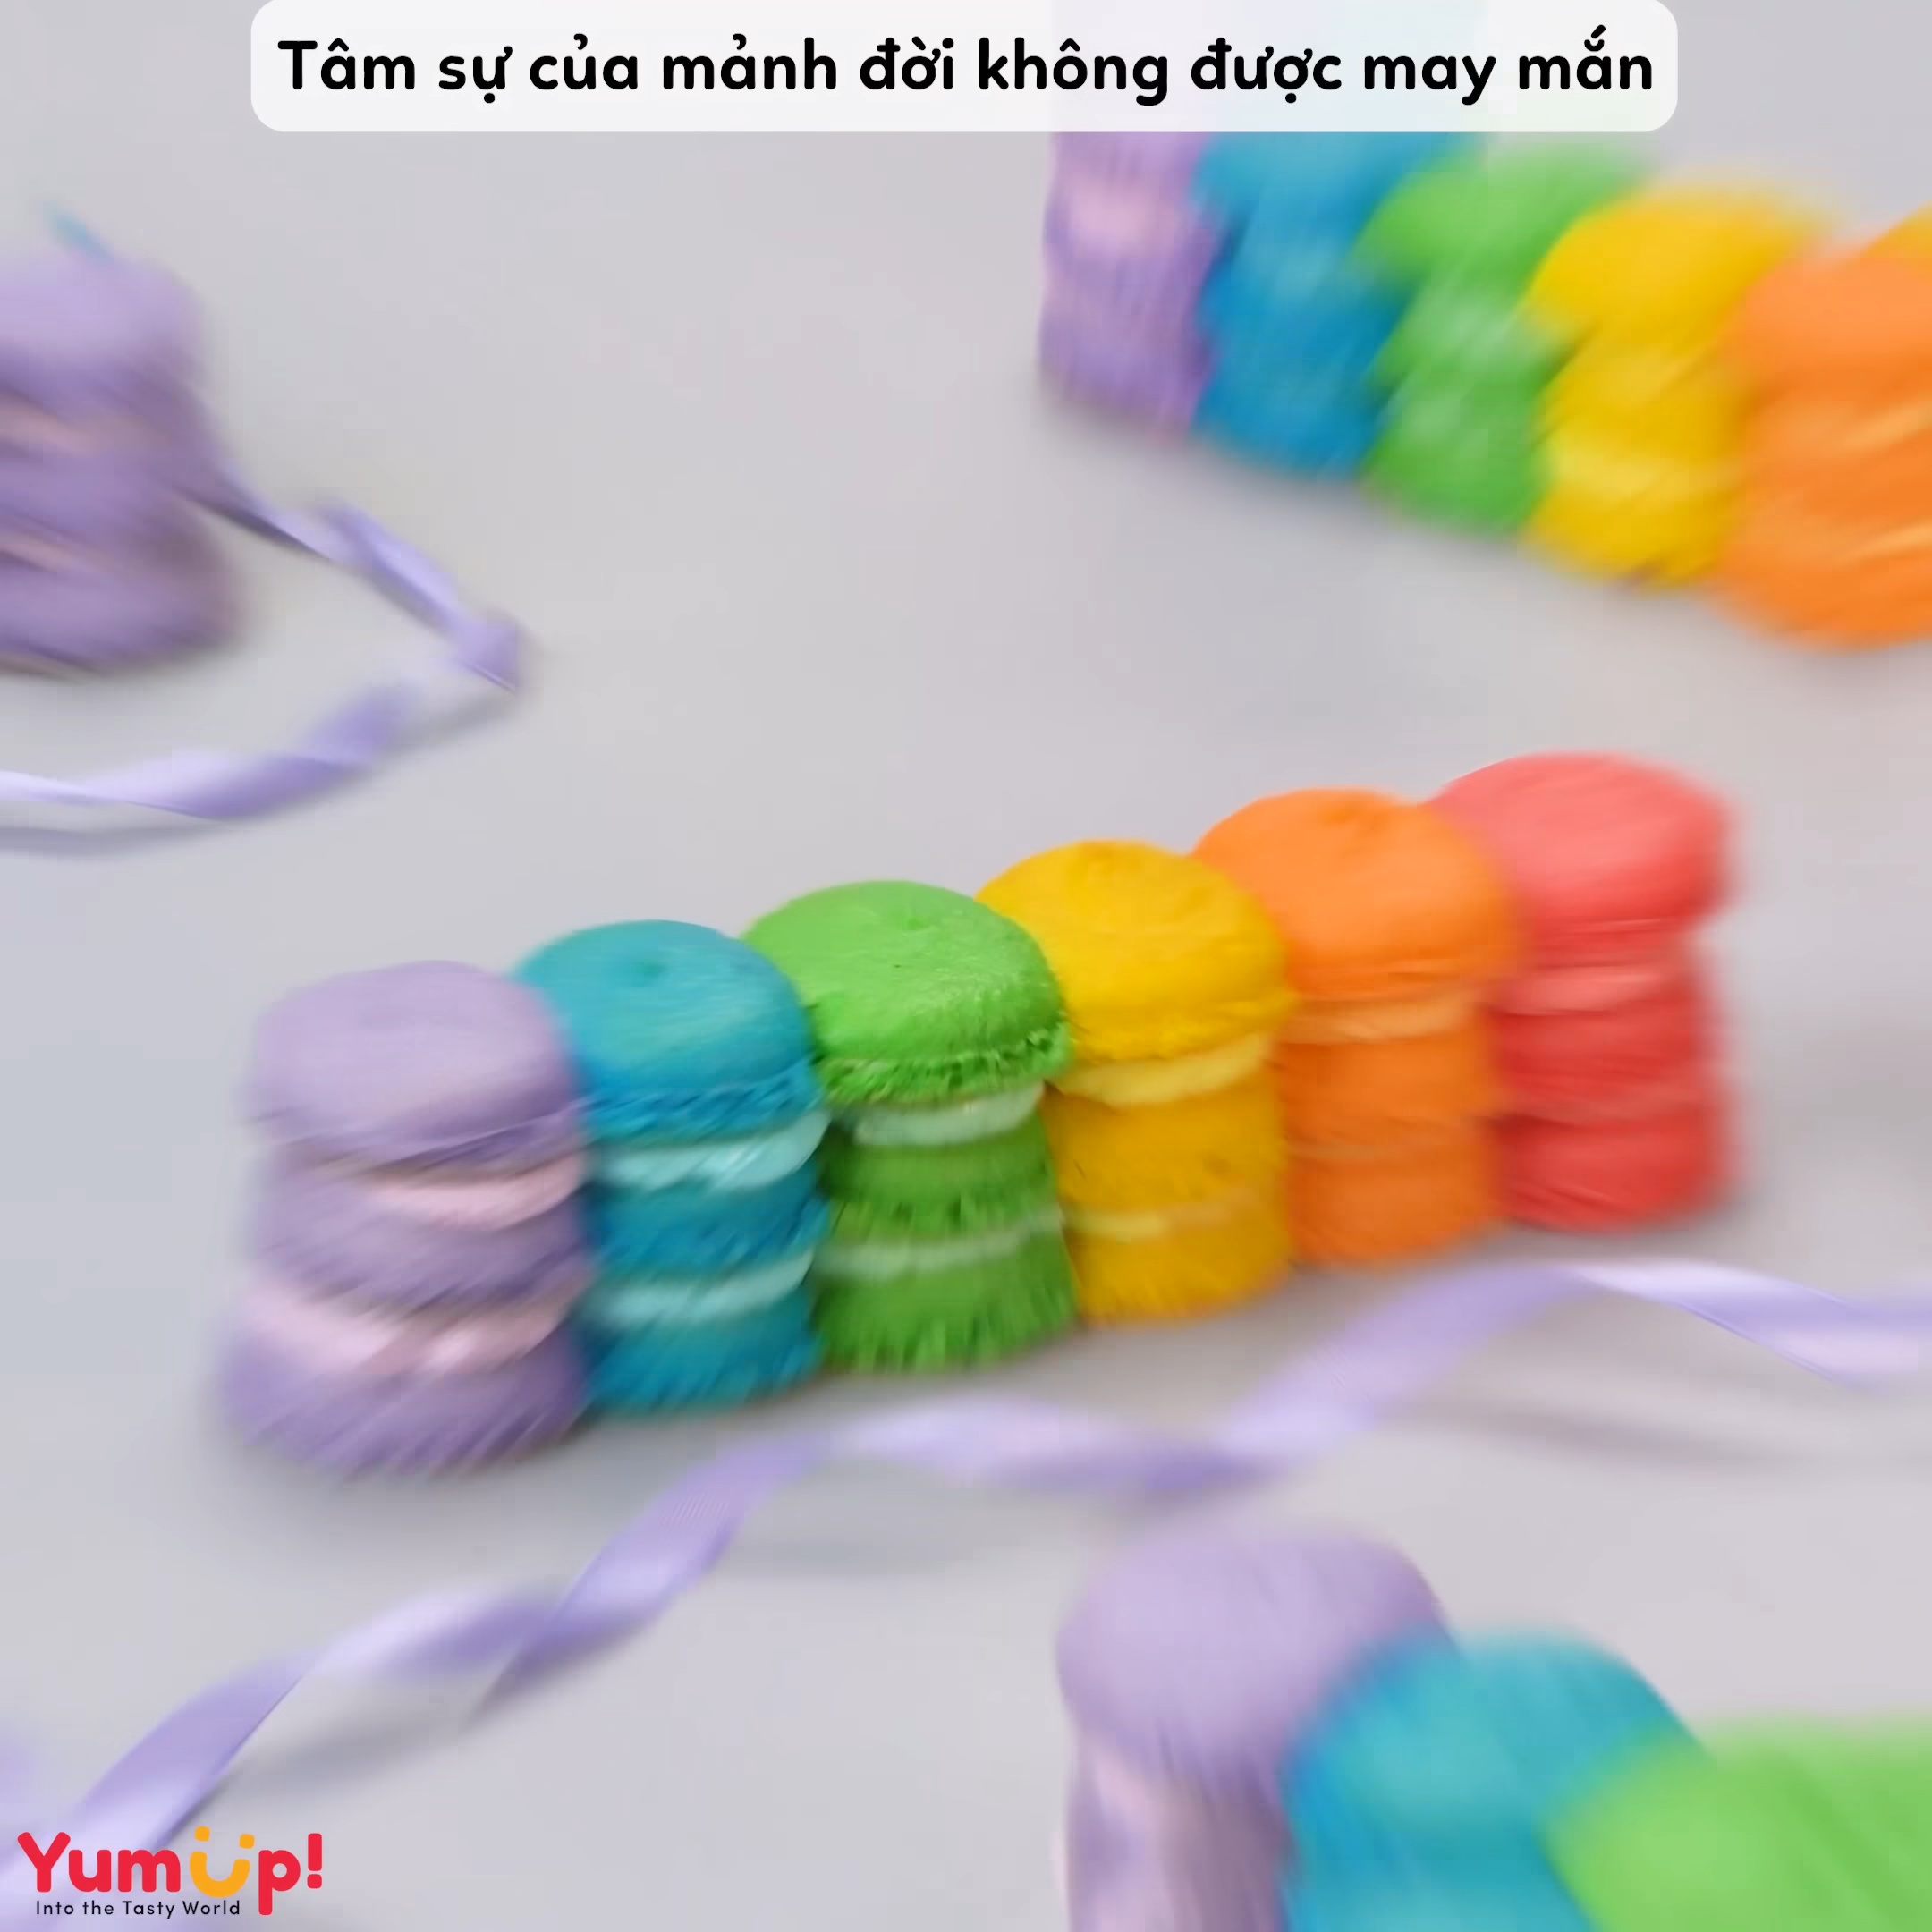 Tâm sự của mảnh đời không được may mắn
YumUp!
Into the Tasty World